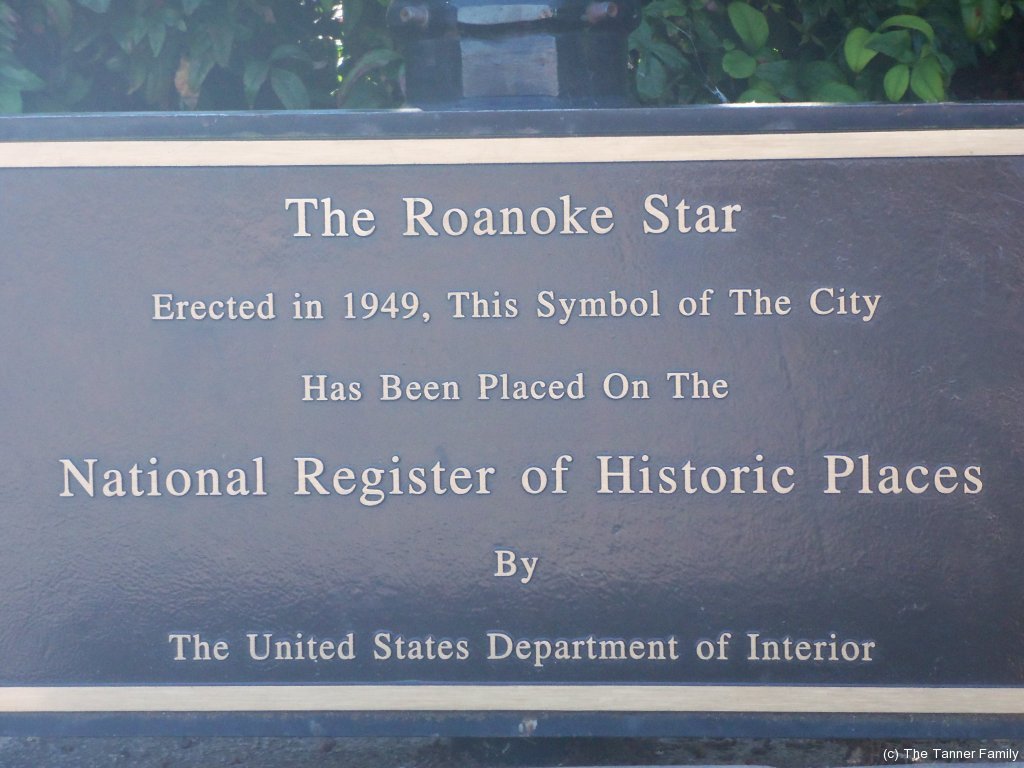 The Roanoke Star
Erected in 1949, This Symbol of The City
Has Been Placed On The
National Register of Historic Places
By
The United States Department of Interior
(c) The Tanner Family